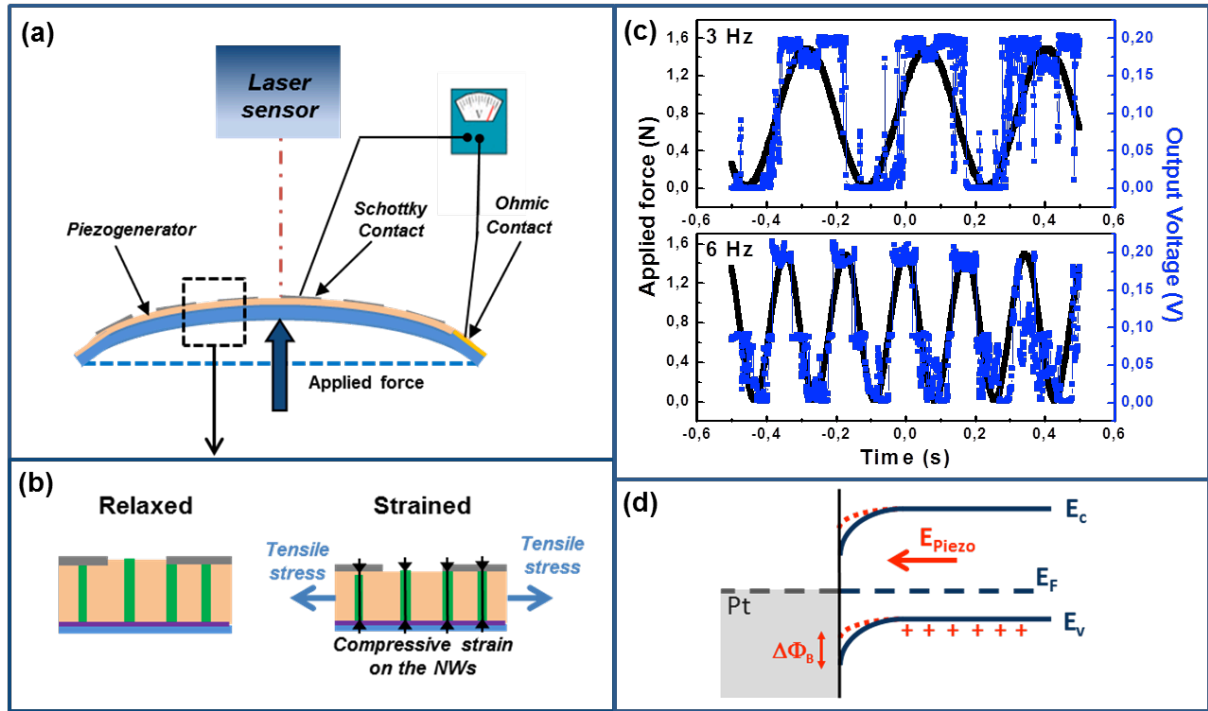 (a)
Laser
sensor
V
Piezogenerator
Schottky
Contact
Ohmic
Contact
Applied force
(b)
Relaxed
Strained
Tensile
stress
Tensile
stress
Compressive strain
on the NWs
(c)
3 Hz
1,6
1,2
0,8
0,4
0,0
0,20
0,15
0,10
0,05
0,00
-0,6 -0,4 -0,2 0,0 0,2 0,4 0,6
6 Hz
1,6
1,2
0,8
0,4
0,0
0,20
0,15
0,10
0,05
0,00
-0,6 -0,4 -0,2 0,0 0,2 0,4 0,6
Applied force (N)
Output Voltage (V)
Time (s)
(d)
Ec
EPiezo
EF
Pt
Ev
+ + + + + +
ΔΦB